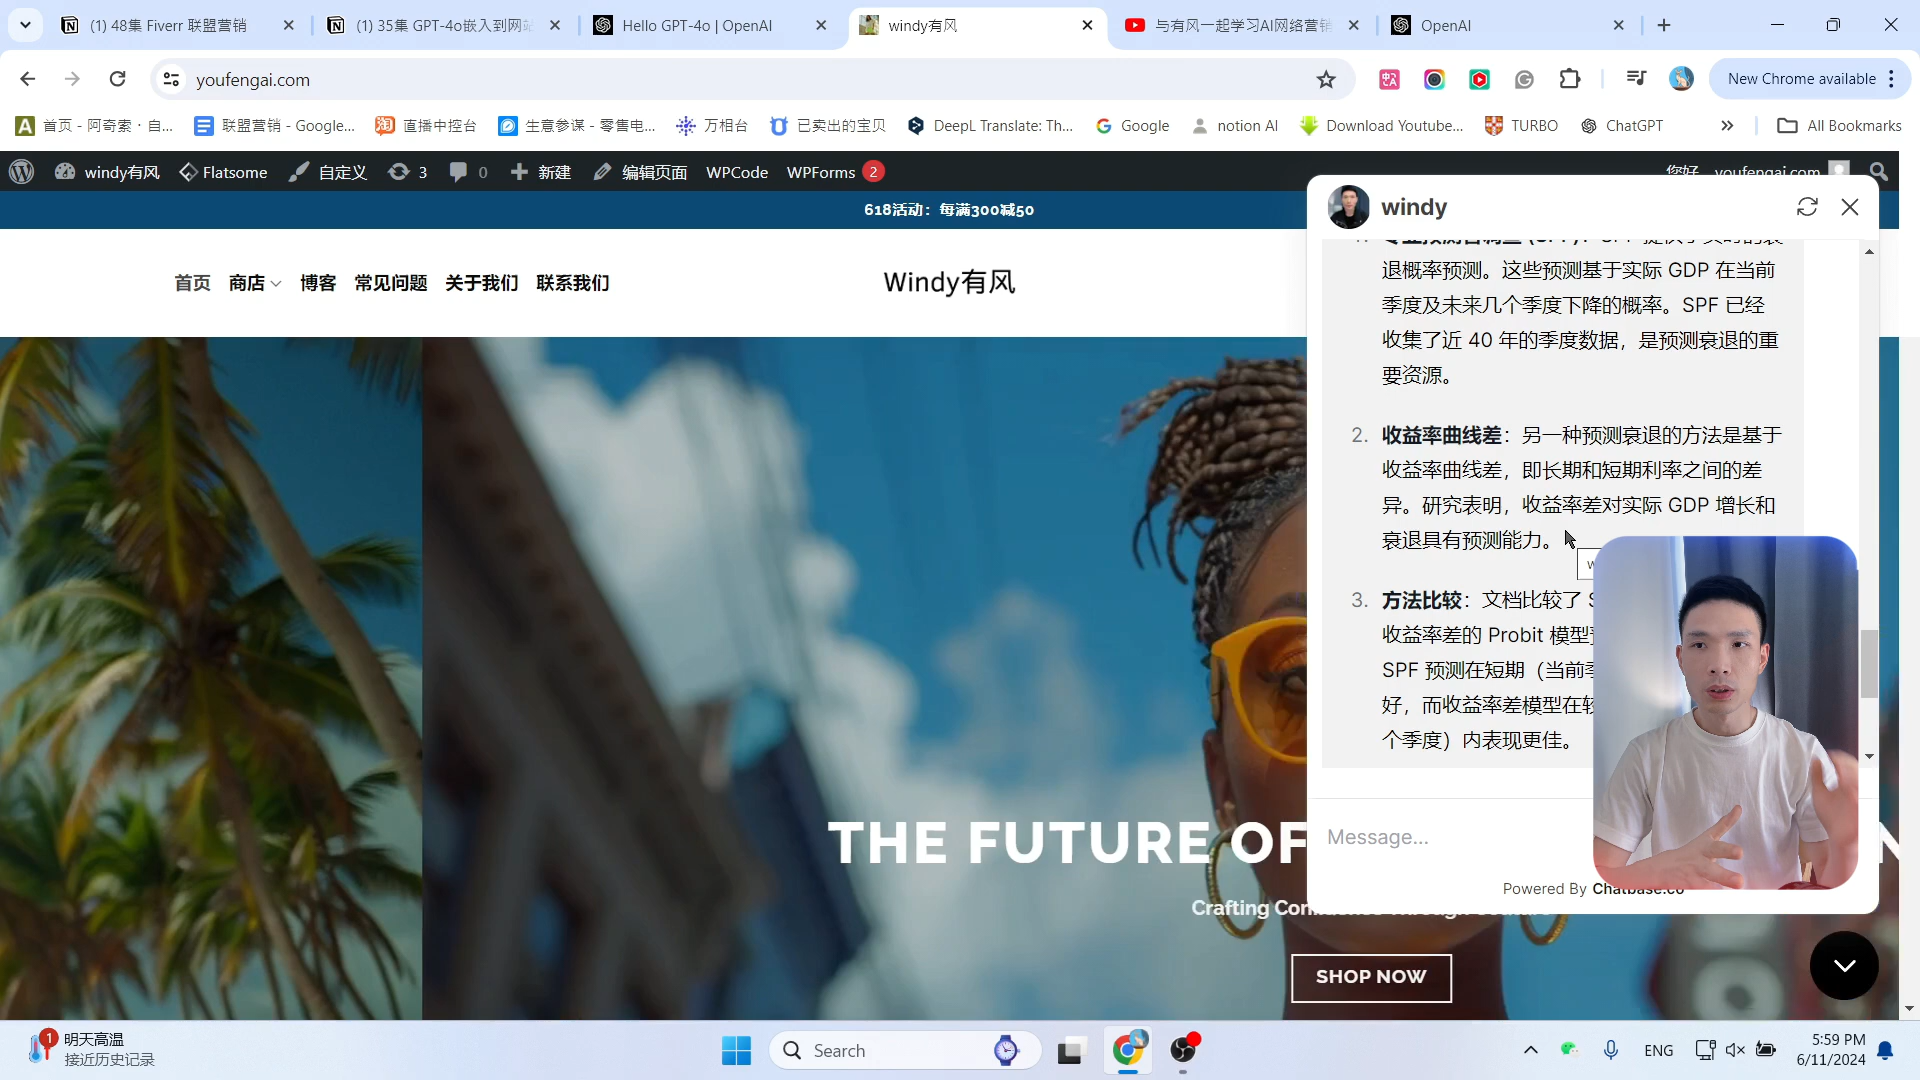 (1) 48集 Fiverr 联盟营销
(1) 35集 GPT-4o嵌入到网站
Hello GPT-4o | OpenAI
windy有风
与有风一起学习AI网络营销
OpenAI
youfengai.com
New Chrome available
首页 - 阿奇索 · 自...
联盟营销 - Google...
直播中控台
生意参谋 - 零售电...
万相台
已卖出的宝贝
DeepL Translate: Th...
Google
notion AI
Download Youtube...
TURBO
ChatGPT
All Bookmarks
windy有风
Flatsome
自定义
3
0
新建
编辑页面
WPCode
WPForms 2
您好, youfengai.com
618活动：每满300减50
首页 商店 博客 常见问题 关于我们 联系我们
Windy有风
THE FUTURE OF
SHOP NOW
windy
退概率预测。这些预测基于实际 GDP 在当前
季度及未来几个季度下降的概率。SPF 已经
收集了近 40 年的季度数据，是预测衰退的重
要资源。
2. 收益率曲线差：另一种预测衰退的方法是基于
收益率曲线差，即长期和短期利率之间的差
异。研究表明，收益率差对实际 GDP 增长和
衰退具有预测能力。
3. 方法比较：文档比较了
收益率差的 Probit 模型
SPF 预测在短期（当前
好，而收益率差模型在
个季度）内表现更佳。
Message...
Powered By Chatbase.co
1
明天高温
接近历史记录
Search
ENG
5:59 PM
6/11/2024